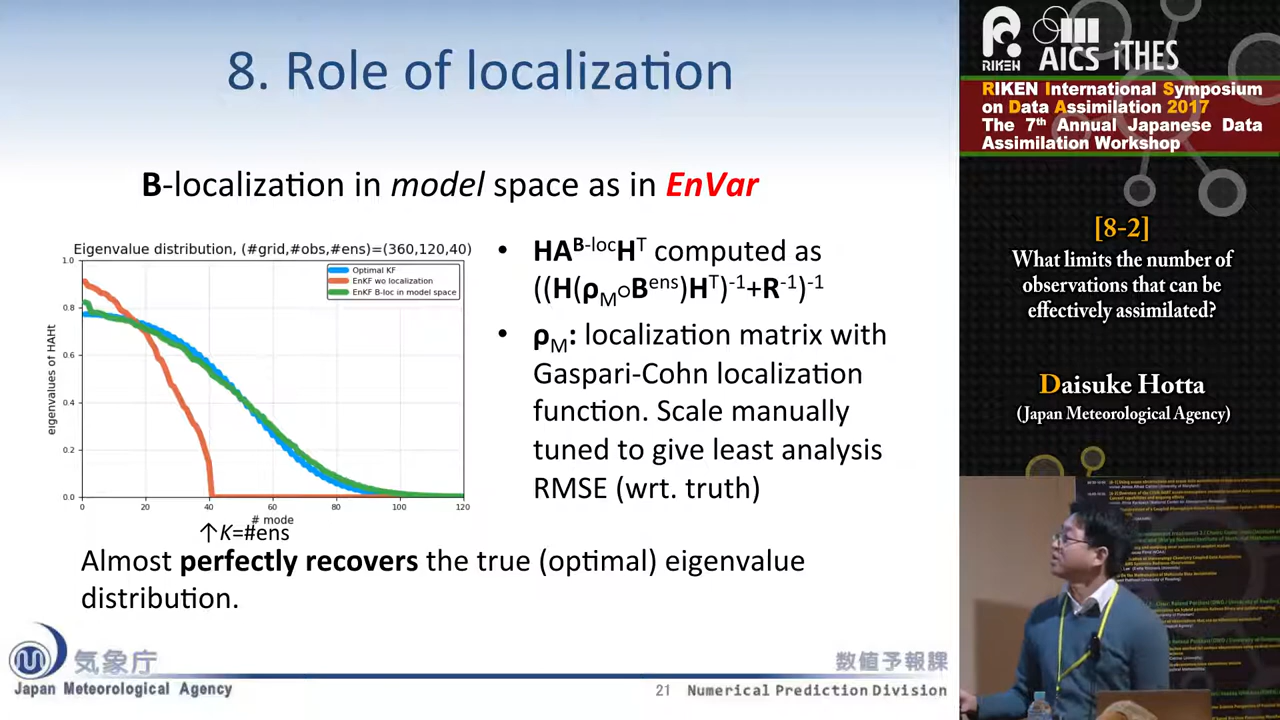 8. Role of localization
B-localization in model space as in EnVar
Eigenvalue distribution, (#grid,#obs,#ens)=(360,120,40)
Optimal KF
EnKF wo localization
EnKF B-loc in model space
eigenvalues of HAHt
1.0
0.8
0.6
0.4
0.2
0.0
0 20 40 60 80 100 120
# mode
↑K=#ens
• HA^B-loc H^T computed as
((H(ρ_M○B^ens)H^T)^-1+R^-1)^-1
• ρ_M: localization matrix with
Gaspari-Cohn localization
function. Scale manually
tuned to give least analysis
RMSE (wrt. truth)
Almost perfectly recovers the true (optimal) eigenvalue
distribution.
気象庁
Japan Meteorological Agency
数値予報課
21 Numerical Prediction Division
RIKEN AICS iTHES
RIKEN International Symposium
on Data Assimilation 2017
The 7th Annual Japanese Data
Assimilation Workshop
[8-2]
What limits the number of
observations that can be
effectively assimilated?
Daisuke Hotta
(Japan Meteorological Agency)